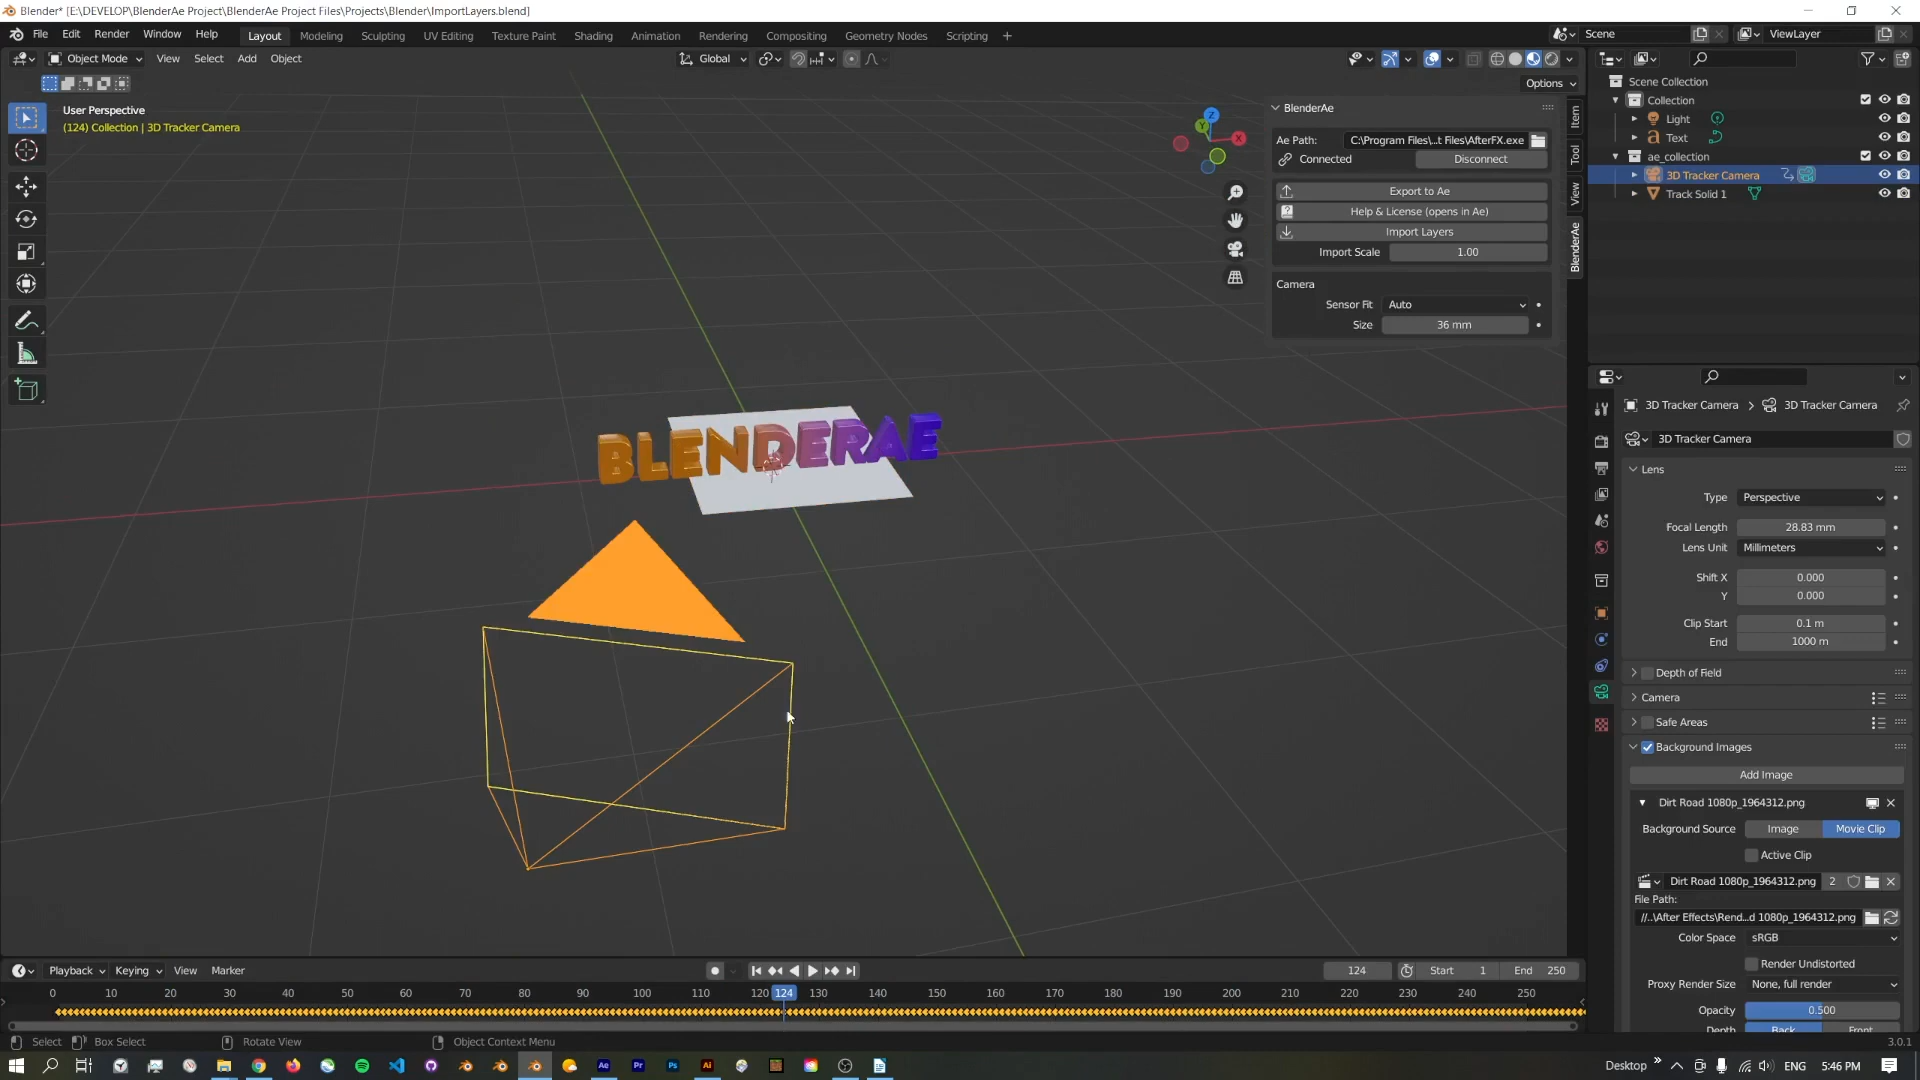 Blender* [E:\DEVELOP\BlenderAe Project\BlenderAe Project Files\Projects\Blender\ImportLayers.blend]
File Edit Render Window Help Layout Modeling Sculpting UV Editing Texture Paint Shading Animation Rendering Compositing Geometry Nodes Scripting + Scene ViewLayer
Object Mode View Select Add Object Global
Options
User Perspective
(124) Collection | 3D Tracker Camera
BlenderAe
Ae Path: C:\Program Files\...t Files\AfterFX.exe
Connected Disconnect
Export to Ae
Help & License (opens in Ae)
Import Layers
Import Scale 1.00
Camera
Sensor Fit Auto
Size 36 mm
Item
Tool
View
BlenderAe
Z
Y
X
BLENDERAE
Scene Collection
Collection
Light
Text
ae_collection
3D Tracker Camera
Track Solid 1
3D Tracker Camera > 3D Tracker Camera
3D Tracker Camera
Lens
Type Perspective
Focal Length 28.83 mm
Lens Unit Millimeters
Shift X 0.000
Y 0.000
Clip Start 0.1 m
End 1000 m
Depth of Field
Camera
Safe Areas
Background Images
Add Image
Dirt Road 1080p_1964312.png
Background Source Image Movie Clip
Active Clip
Dirt Road 1080p_1964312.png 2
File Path:
//..\After Effects\Rend...d 1080p_1964312.png
Color Space sRGB
Render Undistorted
Proxy Render Size None, full render
Opacity 0.500
Depth Back Front
Playback Keying View Marker 124 Start 1 End 250
0 10 20 30 40 50 60 70 80 90 100 110 120 124 130 140 150 160 170 180 190 200 210 220 230 240 250
Select Box Select Rotate View Object Context Menu 3.0.1
Ae Pr Ps Ai Desktop ENG 5:46 PM